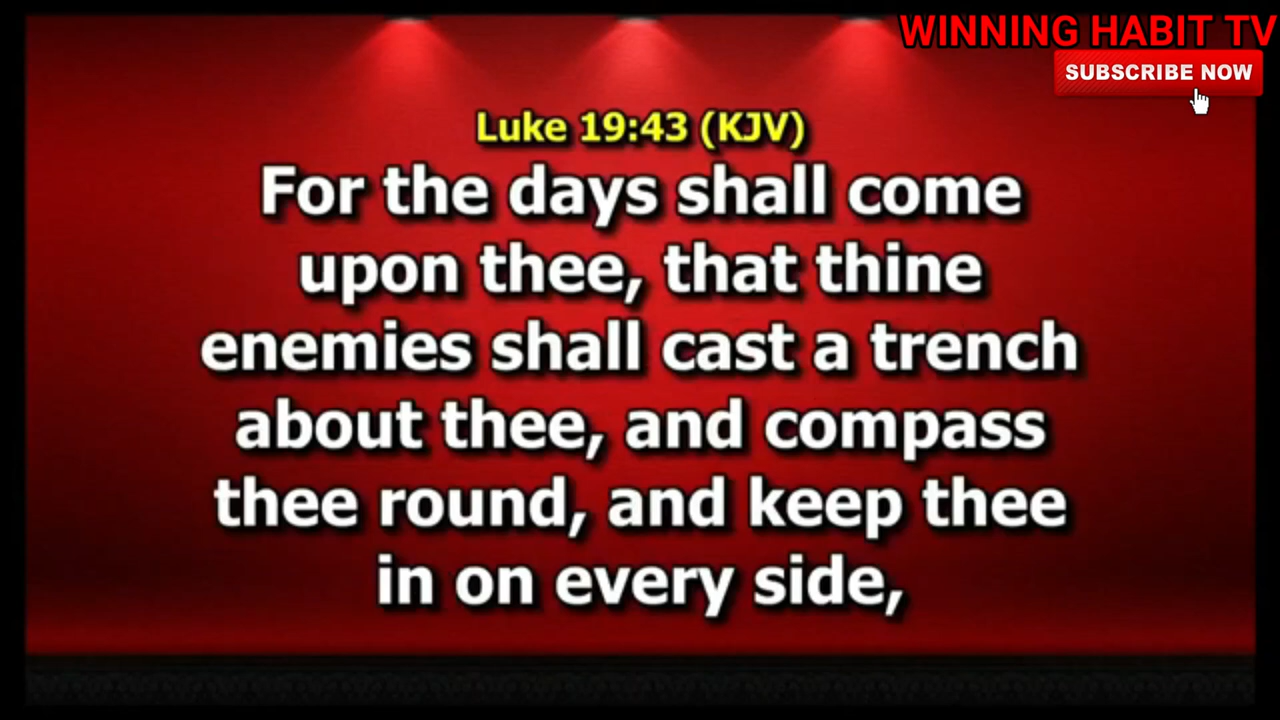 WINNING HABIT TV
SUBSCRIBE NOW
Luke 19:43 (KJV)
For the days shall come
upon thee, that thine
enemies shall cast a trench
about thee, and compass
thee round, and keep thee
in on every side,